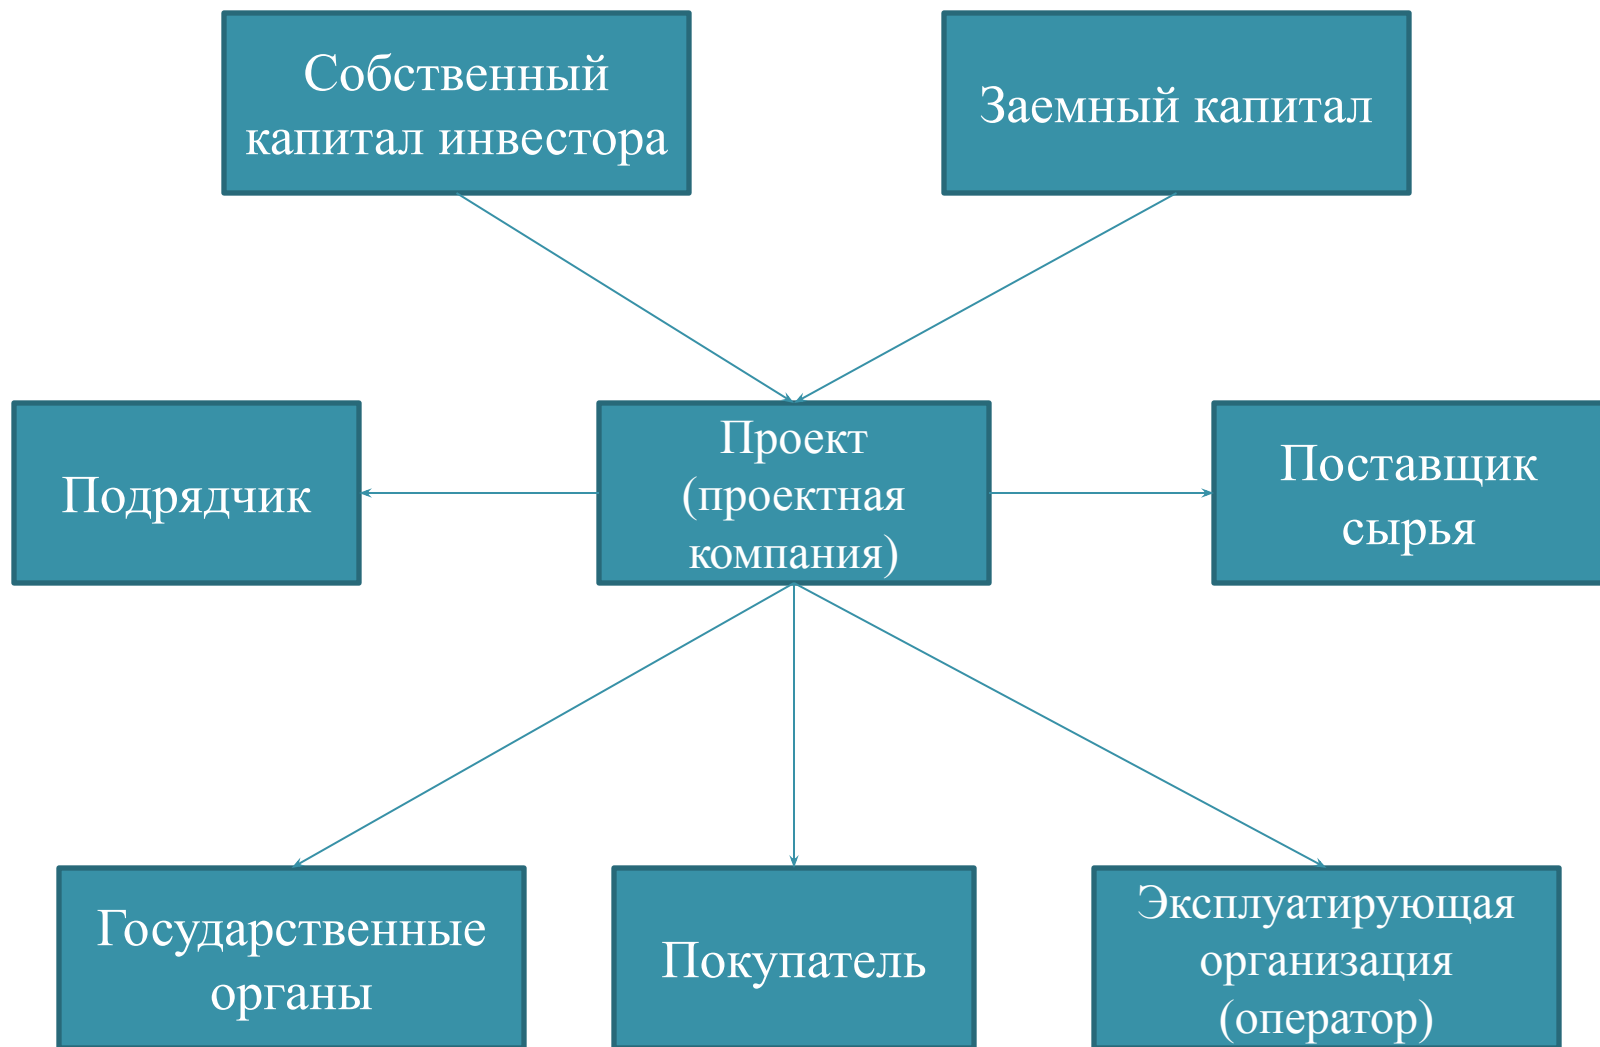 Собственный
капитал инвестора
Заемный капитал
Подрядчик
Проект
(проектная
компания)
Поставщик
сырья
Государственные
органы
Покупатель
Эксплуатирующая
организация
(оператор)